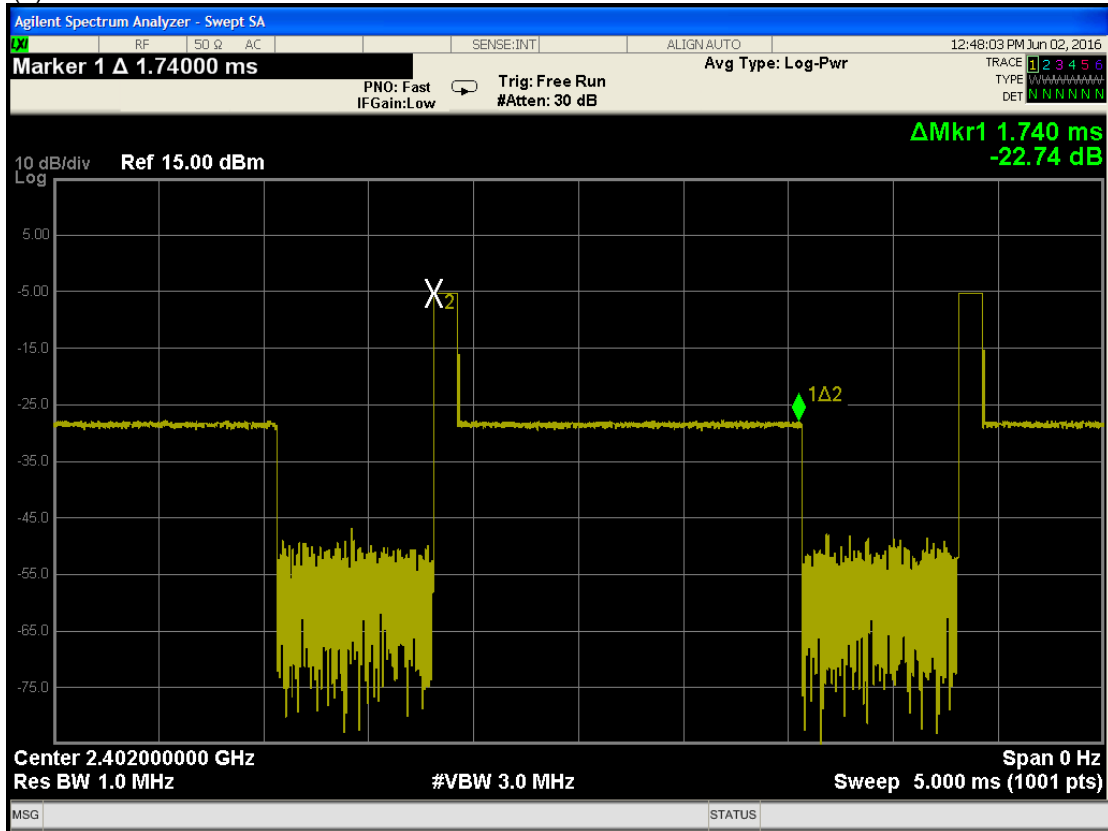 Agilent Spectrum Analyzer - Swept SA
LXI RF 50 Ω AC SENSE:INT ALIGN AUTO 12:48:03 PM Jun 02, 2016
Marker 1 Δ 1.74000 ms
PNO: Fast
IFGain:Low
Trig: Free Run
#Atten: 30 dB
Avg Type: Log-Pwr
TRACE 1 2 3 4 5 6
TYPE
DET N N N N N N
ΔMkr1 1.740 ms
-22.74 dB
10 dB/div Ref 15.00 dBm
Log
5.00
-5.00
X2
-15.0
-25.0
1Δ2
-35.0
-45.0
-55.0
-65.0
-75.0
Center 2.402000000 GHz Span 0 Hz
Res BW 1.0 MHz #VBW 3.0 MHz Sweep 5.000 ms (1001 pts)
MSG STATUS